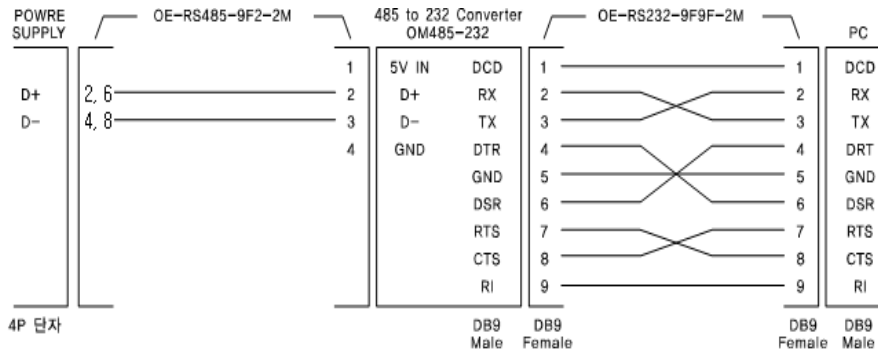 POWRE SUPPLY OE-RS485-9F2-2M 485 to 232 Converter OM485-232 OE-RS232-9F9F-2M PC
1 5V IN DCD 1 1 DCD
D+ 2, 6 2 D+ RX 2 2 RX
D- 4, 8 3 D- TX 3 3 TX
4 GND DTR 4 4 DRT
GND 5 5 GND
DSR 6 6 DSR
RTS 7 7 RTS
CTS 8 8 CTS
RI 9 9 RI
4P 단자 DB9 Male DB9 Female DB9 Female DB9 Male